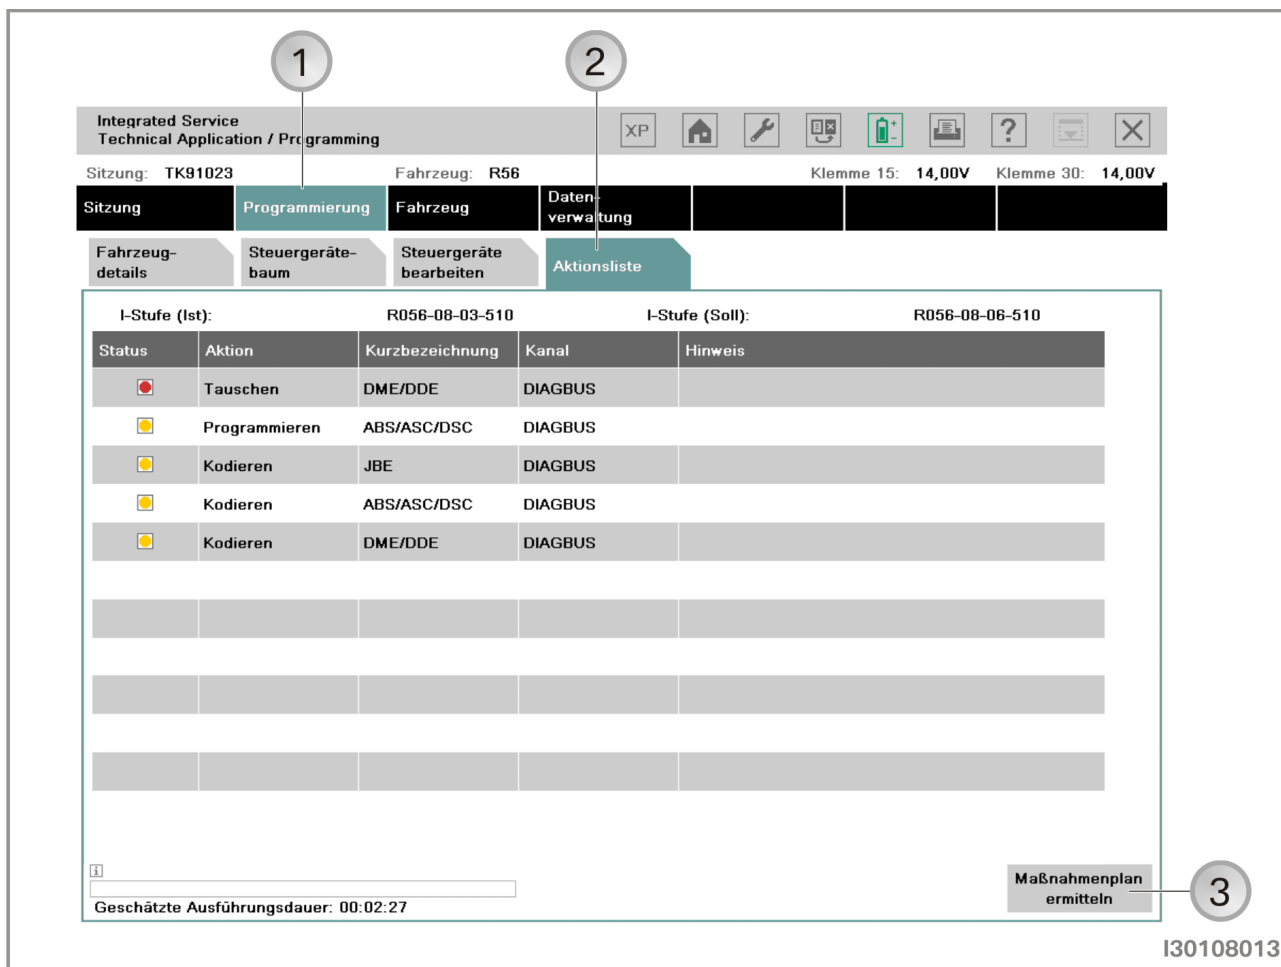 1
2
Integrated Service
Technical Application / Programming
XP
?
Sitzung: TK91023 Fahrzeug: R56 Klemme 15: 14,00V Klemme 30: 14,00V
Sitzung Programmierung Fahrzeug Daten-
verwaltung
Fahrzeug-
details
Steuergeräte-
baum
Steuergeräte
bearbeiten
Aktionsliste
I-Stufe (Ist): R056-08-03-510 I-Stufe (Soll): R056-08-06-510
Status Aktion Kurzbezeichnung Kanal Hinweis
Tauschen DME/DDE DIAGBUS
Programmieren ABS/ASC/DSC DIAGBUS
Kodieren JBE DIAGBUS
Kodieren ABS/ASC/DSC DIAGBUS
Kodieren DME/DDE DIAGBUS
i
Geschätzte Ausführungsdauer: 00:02:27
Maßnahmenplan
ermitteln
3
I30108013